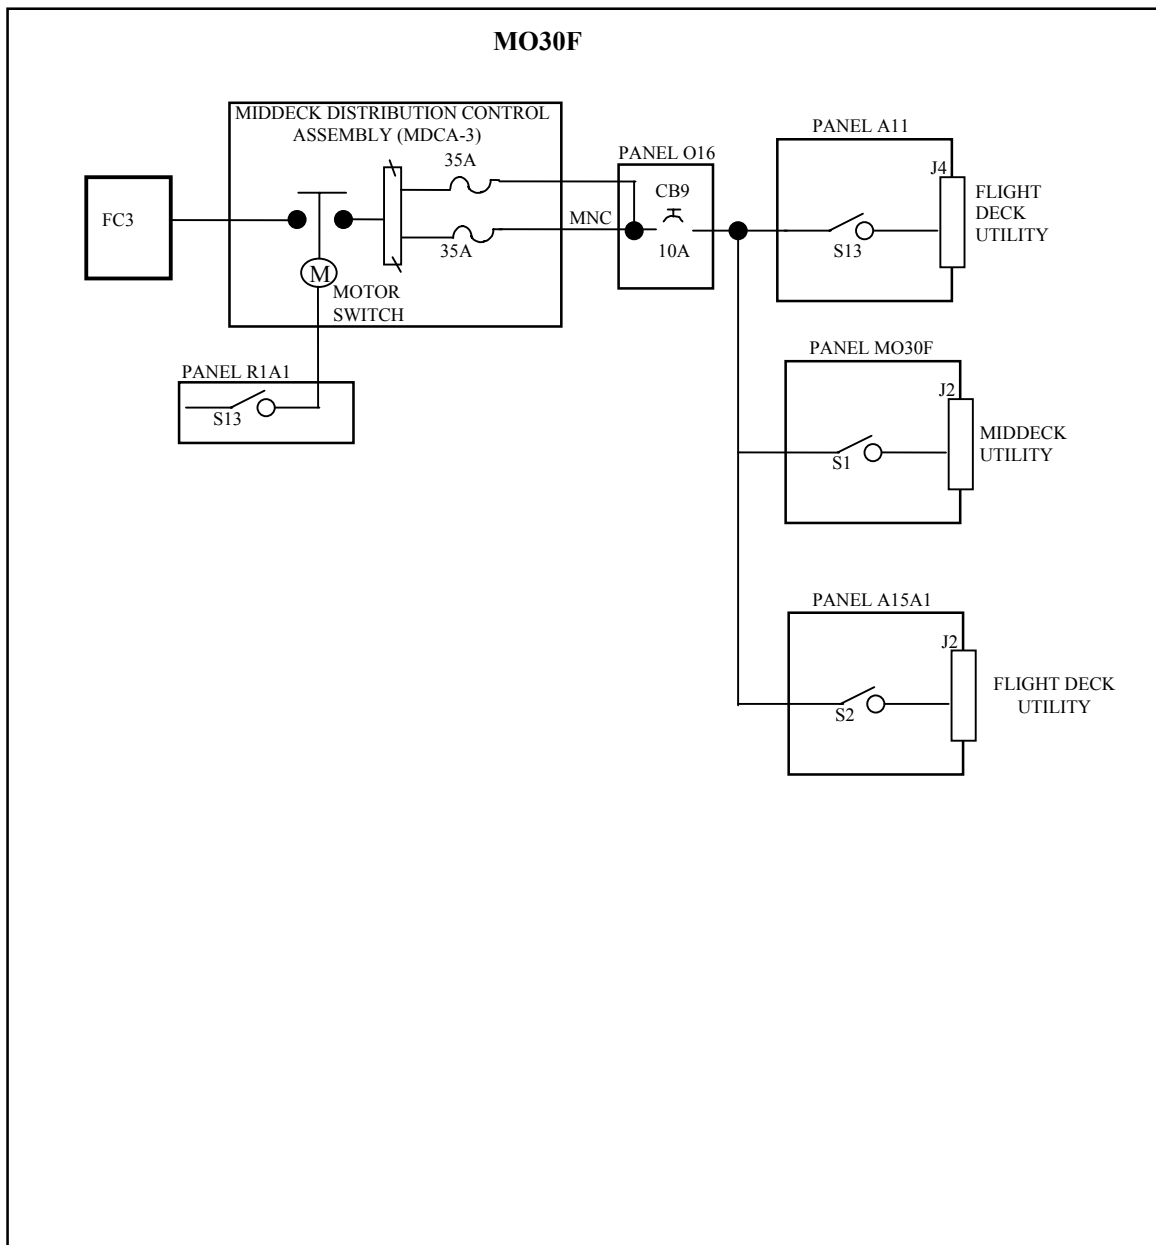 MO30F
MIDDECK DISTRIBUTION CONTROL
ASSEMBLY (MDCA-3)
35A
35A
MNC
FC3
M
MOTOR
SWITCH
PANEL R1A1
S13
PANEL O16
CB9
10A
PANEL A11
J4
S13
FLIGHT
DECK
UTILITY
PANEL MO30F
J2
S1
MIDDECK
UTILITY
PANEL A15A1
J2
S2
FLIGHT DECK
UTILITY